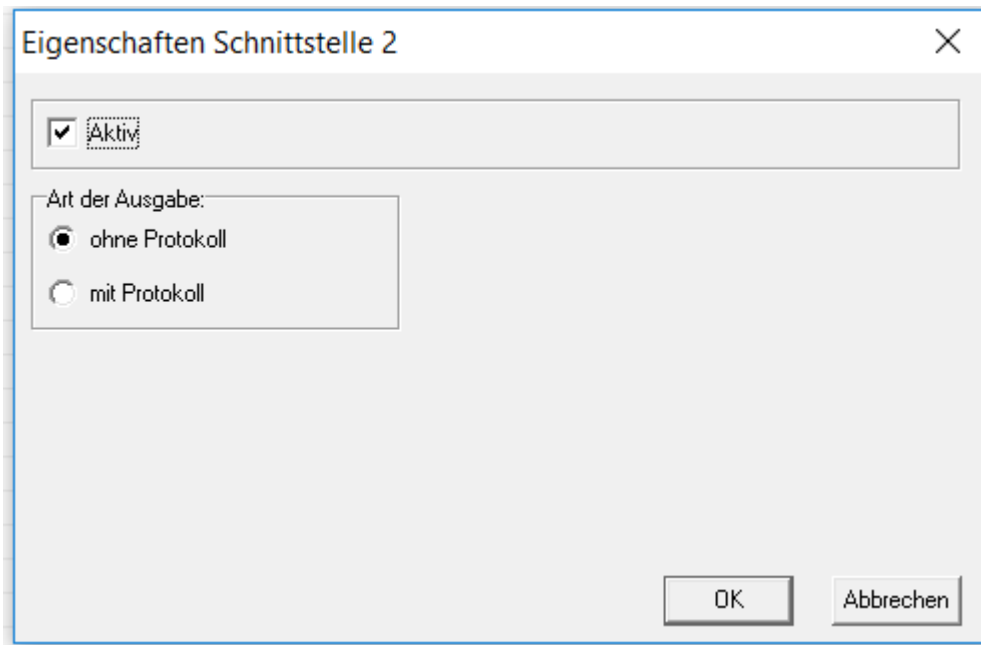 Eigenschaften Schnittstelle 2
Aktiv
Art der Ausgabe:
ohne Protokoll
mit Protokoll
OK
Abbrechen